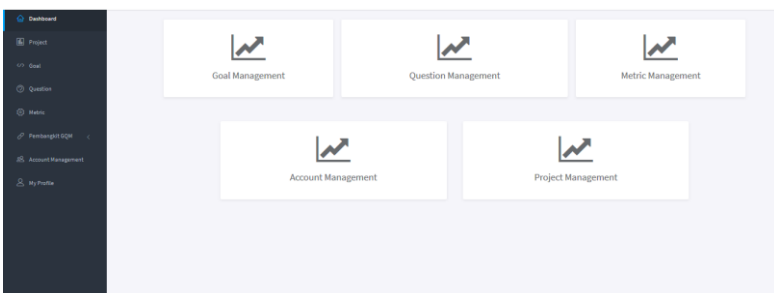 Dashboard
Project
Goal
Question
Metric
Pembangkit GQM
Account Management
My Profile
Goal Management
Question Management
Metric Management
Account Management
Project Management